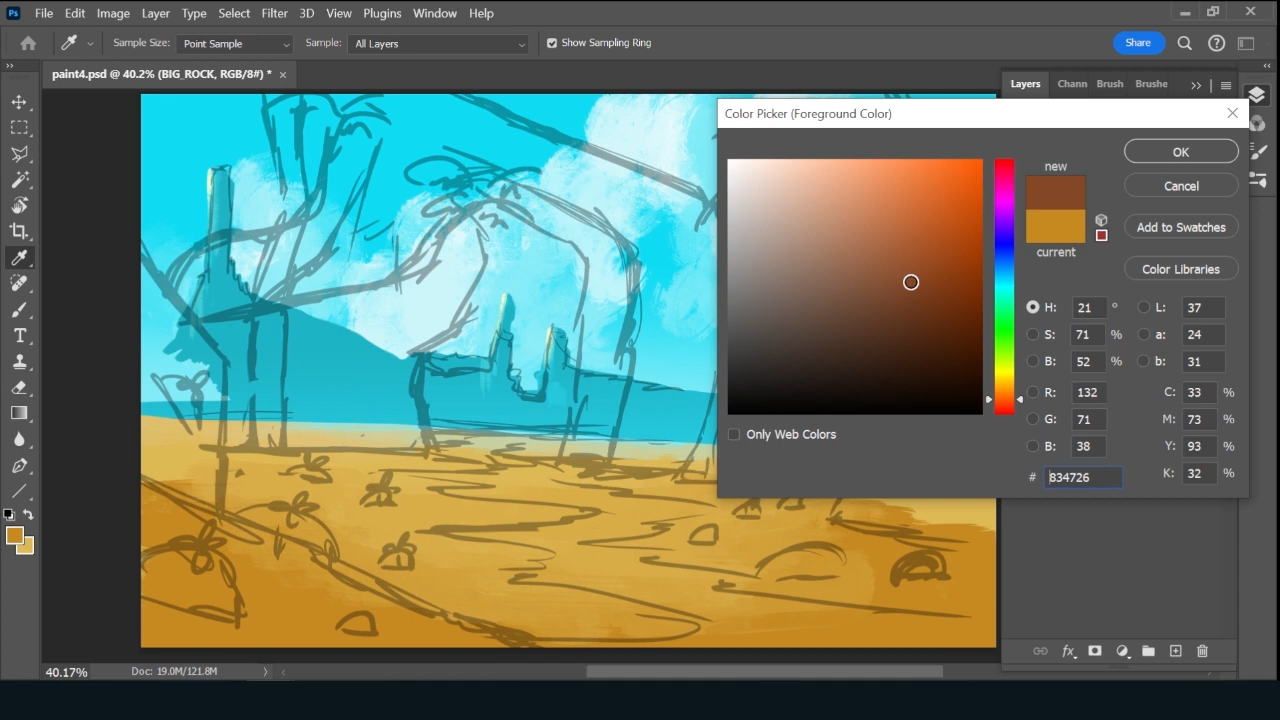 Ps File Edit Image Layer Type Select Filter 3D View Plugins Window Help
Sample Size: Point Sample Sample: All Layers Show Sampling Ring Share
paint4.psd @ 40.2% (BIG_ROCK, RGB/8#) *
Layers Chann Brush Brushe
Color Picker (Foreground Color)
new
current
OK
Cancel
Add to Swatches
Color Libraries
H: 21 ° L: 37
S: 71 % a: 24
B: 52 % b: 31
R: 132 C: 33 %
G: 71 M: 73 %
B: 38 Y: 93 %
# 834726 K: 32 %
Only Web Colors
fx
40.17% Doc: 19.0M/121.8M